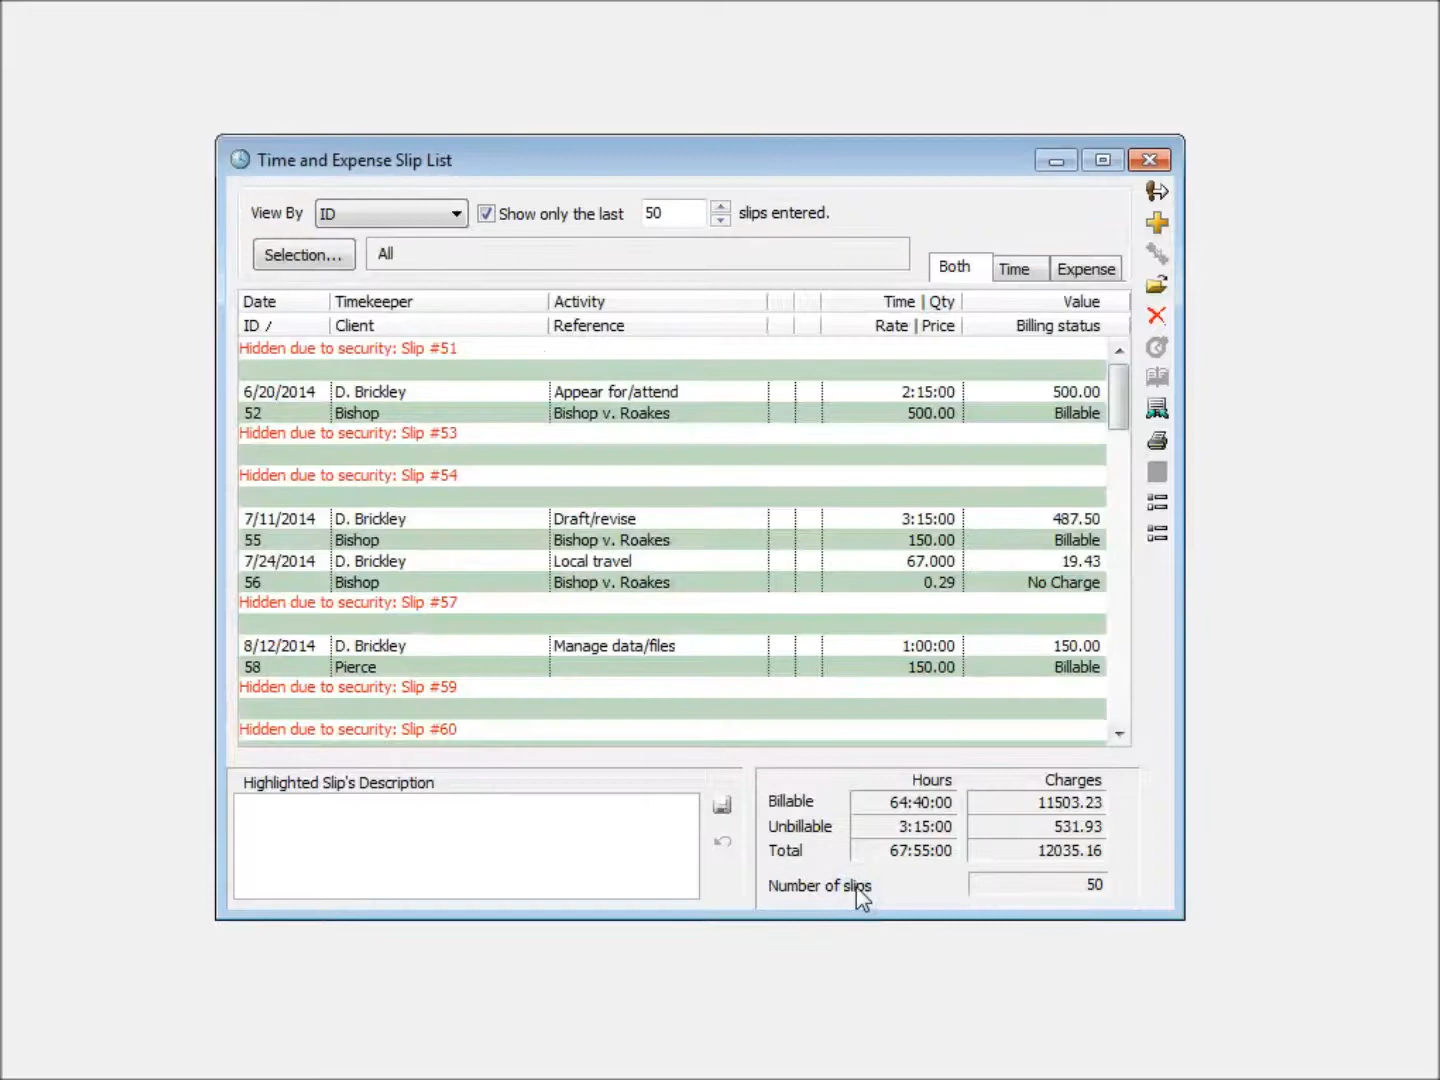 Time and Expense Slip List
View By ID Show only the last 50 slips entered.
Selection... All
Both Time Expense
Date Timekeeper Activity Time | Qty Value
ID / Client Reference Rate | Price Billing status
Hidden due to security: Slip #51
6/20/2014 D. Brickley Appear for/attend 2:15:00 500.00
52 Bishop Bishop v. Roakes 500.00 Billable
Hidden due to security: Slip #53
Hidden due to security: Slip #54
7/11/2014 D. Brickley Draft/revise 3:15:00 487.50
55 Bishop Bishop v. Roakes 150.00 Billable
7/24/2014 D. Brickley Local travel 67.000 19.43
56 Bishop Bishop v. Roakes 0.29 No Charge
Hidden due to security: Slip #57
8/12/2014 D. Brickley Manage data/files 1:00:00 150.00
58 Pierce 150.00 Billable
Hidden due to security: Slip #59
Hidden due to security: Slip #60
Highlighted Slip's Description
Hours Charges
Billable 64:40:00 11503.23
Unbillable 3:15:00 531.93
Total 67:55:00 12035.16
Number of slips 50